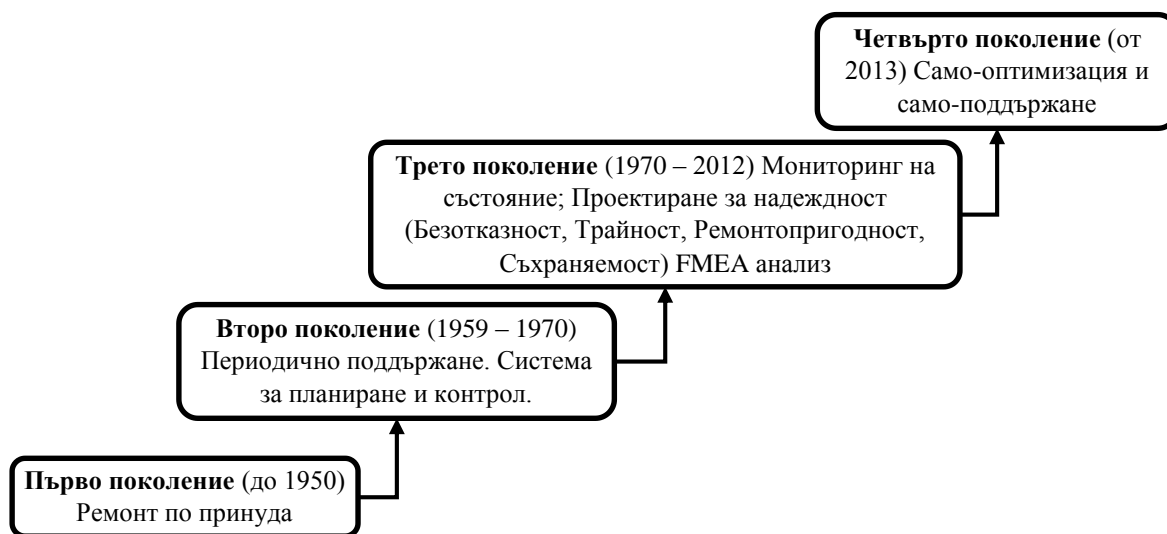 Четвърто поколение (от
2013) Само-оптимизация и
само-поддържане
Трето поколение (1970 – 2012) Мониторинг на
състояние; Проектиране за надеждност
(Безотказност, Трайност, Ремонтопригодност,
Съхраняемост) FMEA анализ
Второ поколение (1959 – 1970)
Периодично поддържане. Система
за планиране и контрол.
Първо поколение (до 1950)
Ремонт по принуда